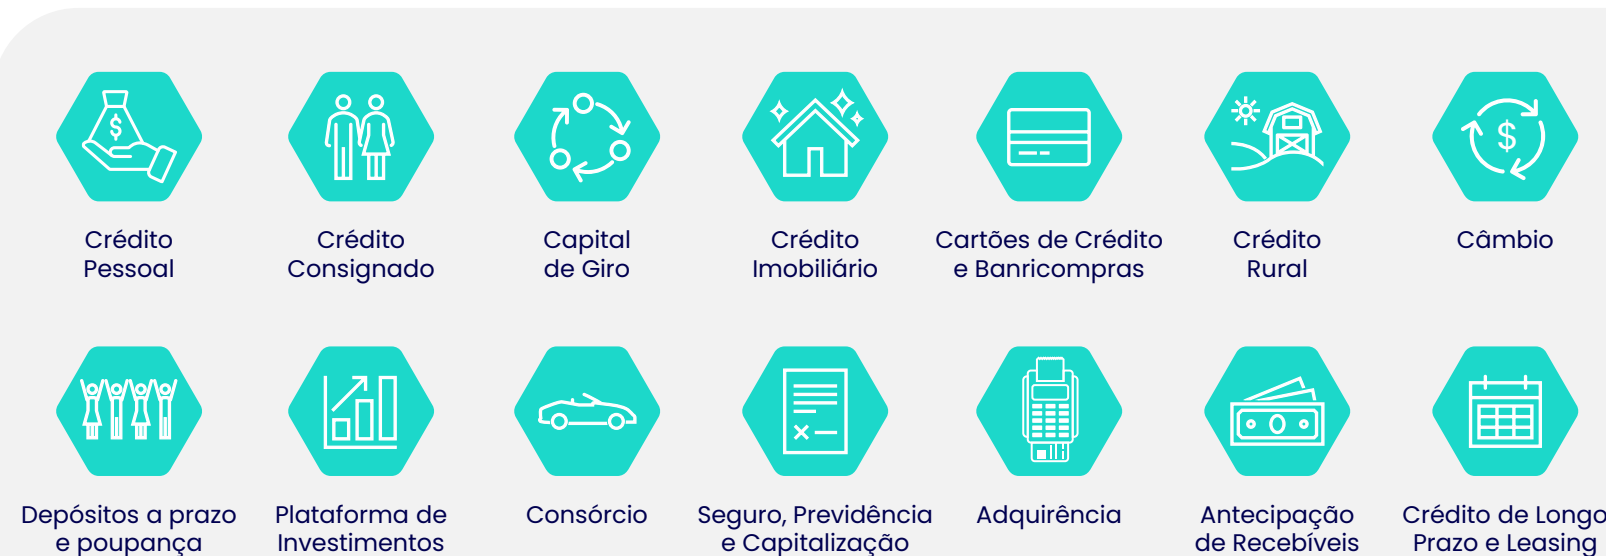 $
$
Crédito
Pessoal
Crédito
Consignado
Capital
de Giro
Crédito
Imobiliário
Cartões de Crédito
e Banricompras
Crédito
Rural
Câmbio
Depósitos a prazo
e poupança
Plataforma de
Investimentos
Consórcio
Seguro, Previdência
e Capitalização
Adquirência
Antecipação
de Recebíveis
Crédito de Longo
Prazo e Leasing